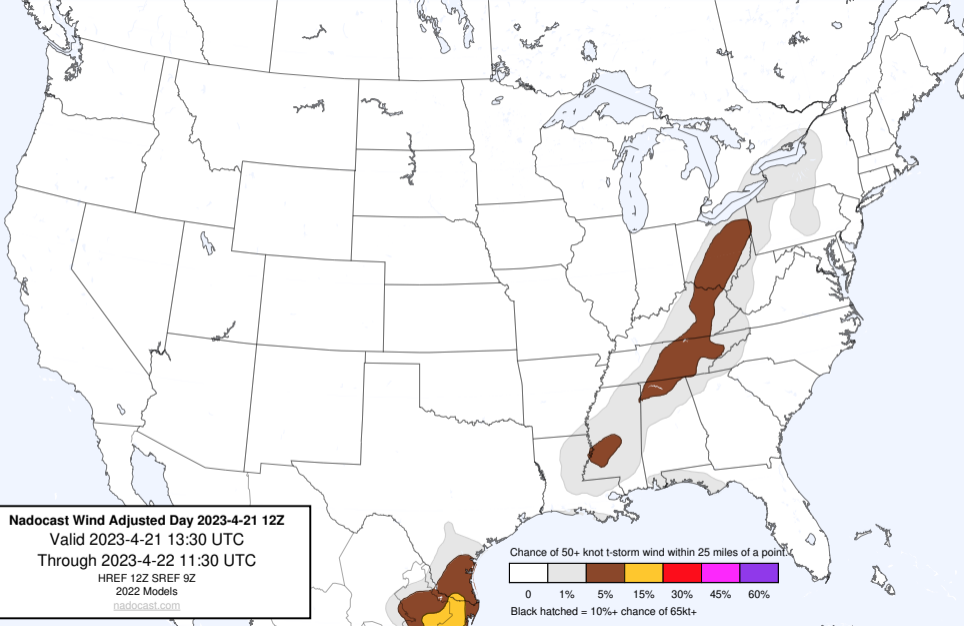 Nadocast Wind Adjusted Day 2023-4-21 12Z
Valid 2023-4-21 13:30 UTC
Through 2023-4-22 11:30 UTC
HREF 12Z SREF 9Z
2022 Models
nadocast.com
Chance of 50+ knot t-storm wind within 25 miles of a point.
0 1% 5% 15% 30% 45% 60%
Black hatched = 10%+ chance of 65kt+